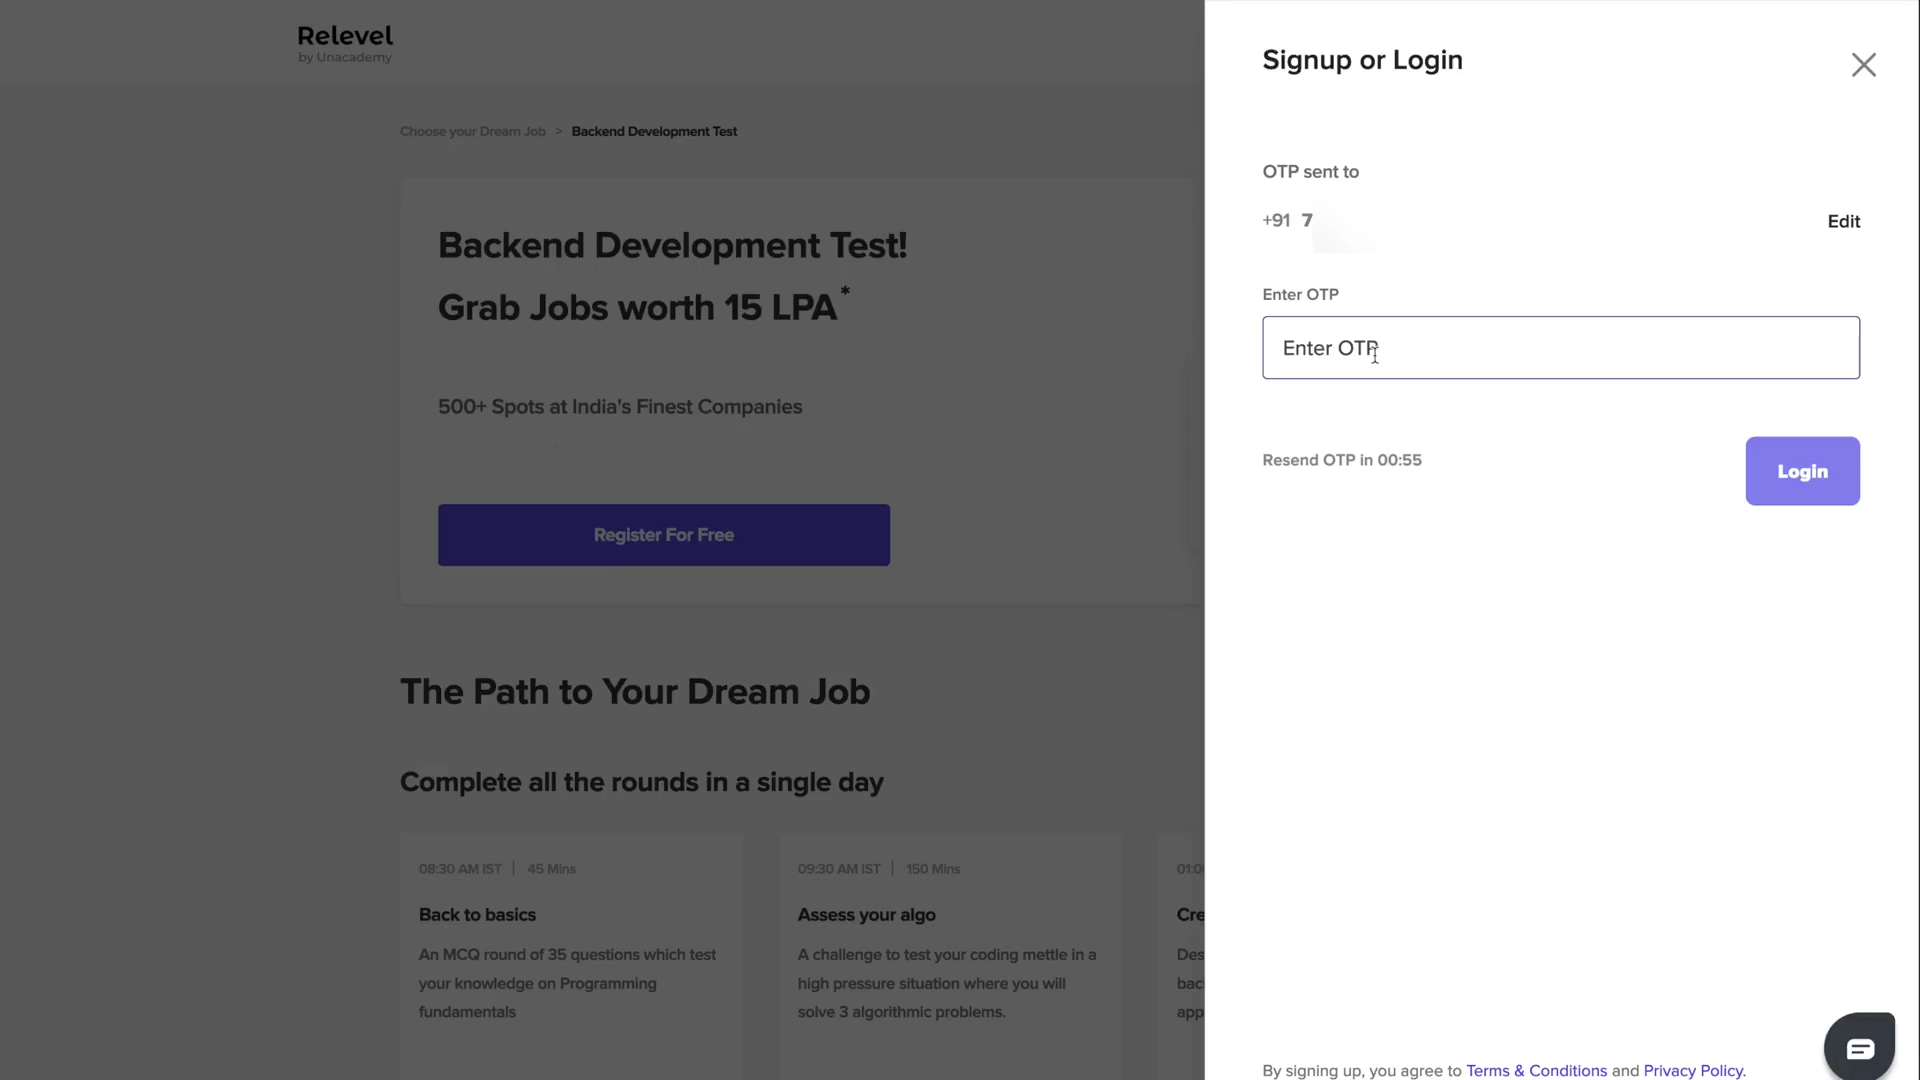 Relevel
by Unacademy
Choose your Dream Job > Backend Development Test
Backend Development Test!
Grab Jobs worth 15 LPA*
500+ Spots at India's Finest Companies
Register For Free
The Path to Your Dream Job
Complete all the rounds in a single day
08:30 AM IST | 45 Mins
Back to basics
An MCQ round of 35 questions which test
your knowledge on Programming
fundamentals
09:30 AM IST | 150 Mins
Assess your algo
A challenge to test your coding mettle in a
high pressure situation where you will
solve 3 algorithmic problems.
01:0
Cre
Des
bac
app
Signup or Login
OTP sent to
+91 7
Edit
Enter OTP
Enter OTP
Resend OTP in 00:55
Login
By signing up, you agree to Terms & Conditions and Privacy Policy.